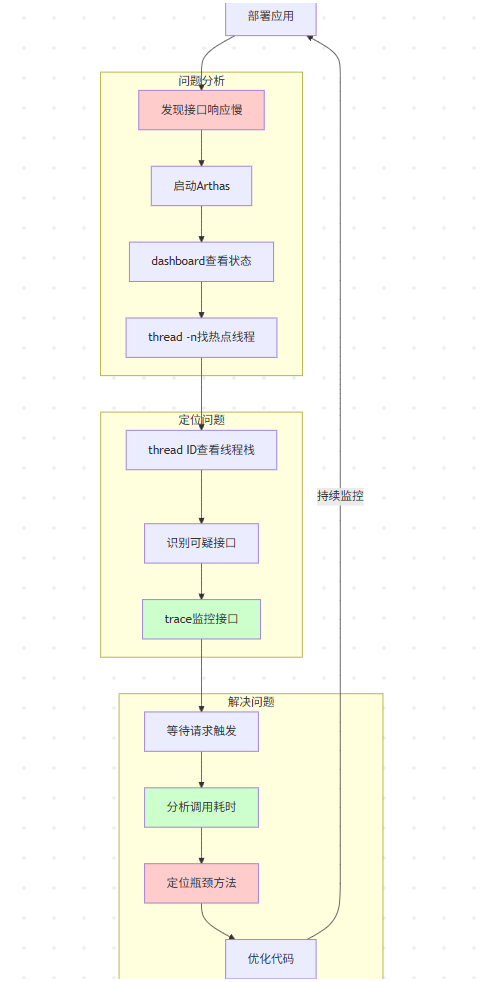 部署应用
问题分析
发现接口响应慢
启动Arthas
dashboard查看状态
thread -n找热点线程
定位问题
thread ID查看线程栈
持续监控
识别可疑接口
trace监控接口
解决问题
等待请求触发
分析调用耗时
定位瓶颈方法
优化代码